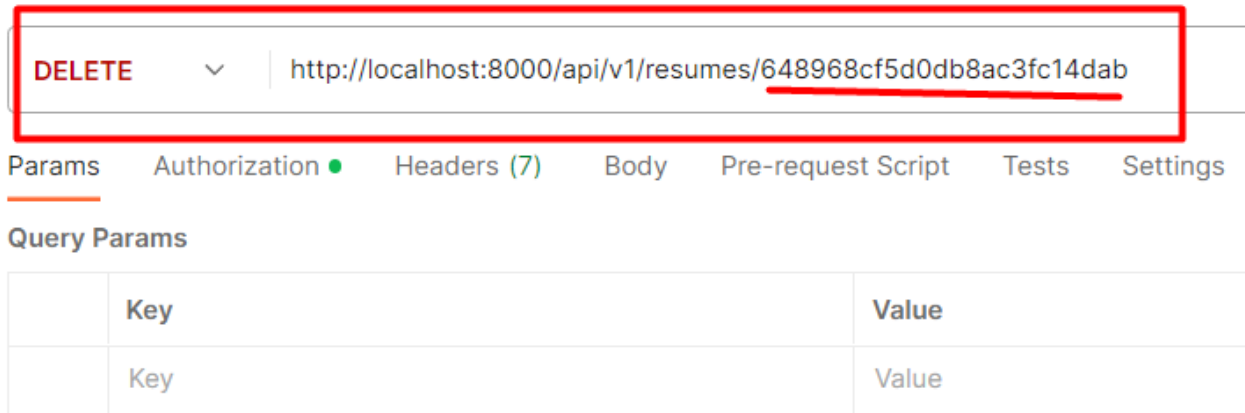 DELETE http://localhost:8000/api/v1/resumes/648968cf5d0db8ac3fc14dab
Params Authorization Headers (7) Body Pre-request Script Tests Settings
Query Params
Key Value
Key Value